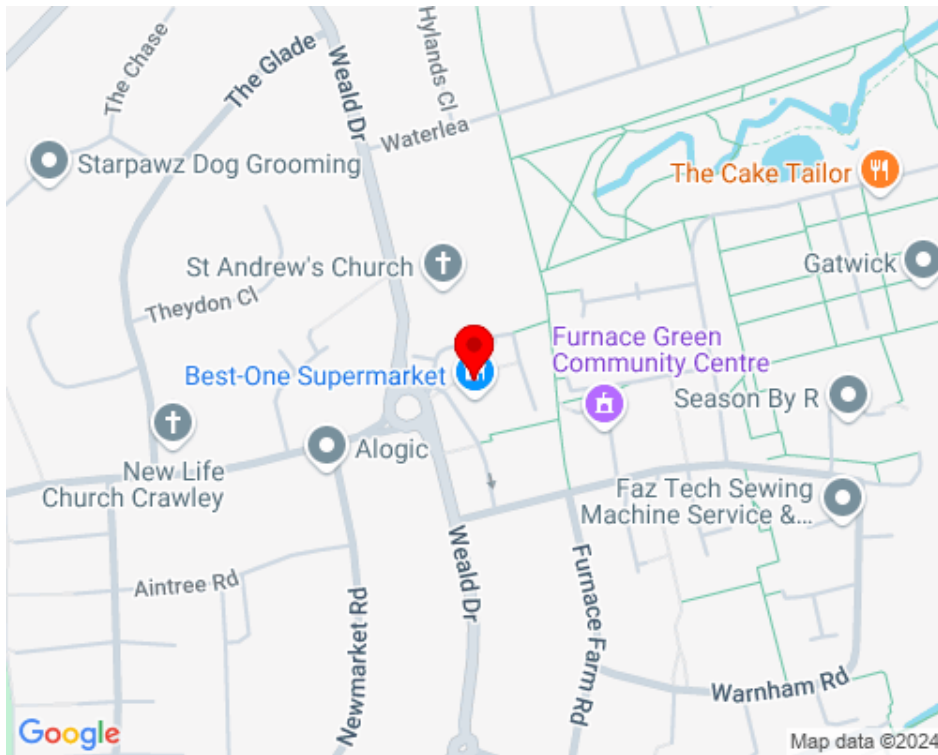 The Chase
The Glade
Weald Dr
Hylands Cl
Waterlea
Starpawz Dog Grooming
The Cake Tailor
St Andrew's Church
Gatwick
Theydon Cl
Furnace Green
Community Centre
Best-One Supermarket
Season By R
Alogic
New Life
Church Crawley
Faz Tech Sewing
Machine Service &...
Aintree Rd
Weald Dr
Newmarket Rd
Furnace Farm Rd
Warnham Rd
Google
Map data ©2024